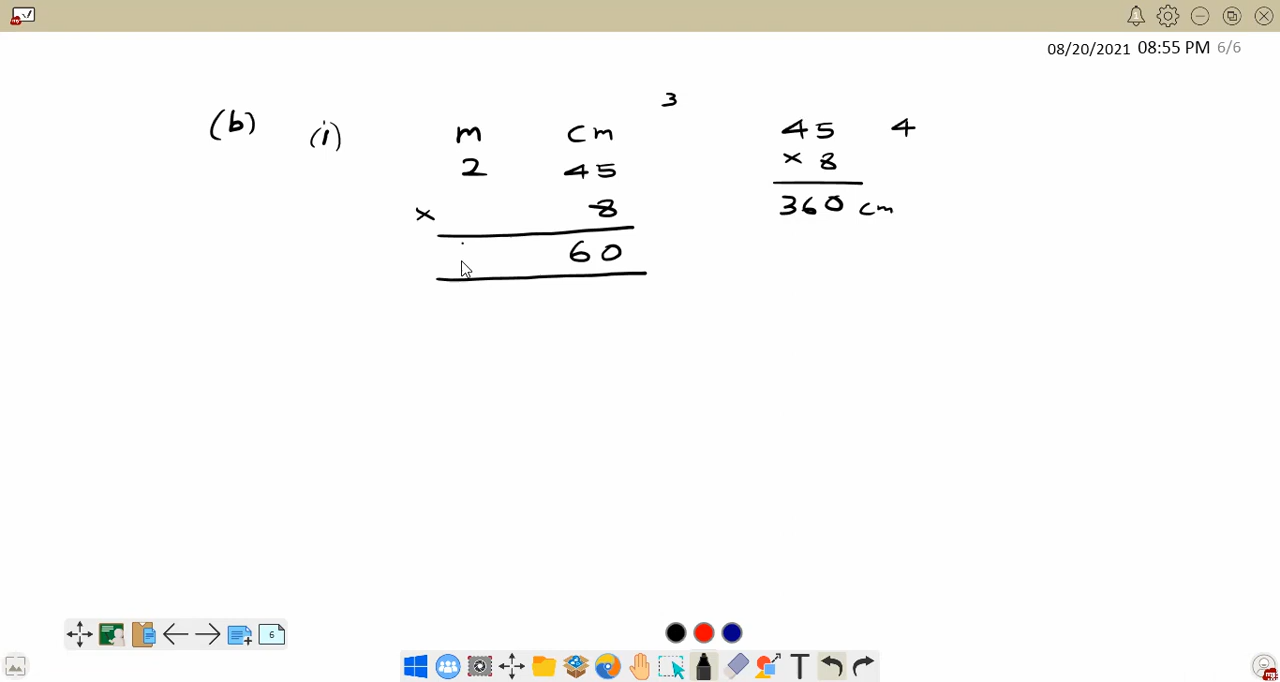 08/20/2021 08:55 PM 6/6
3
(b) (i) m cm 45 4
2 45 × 8
× 8 360 cm
60
6